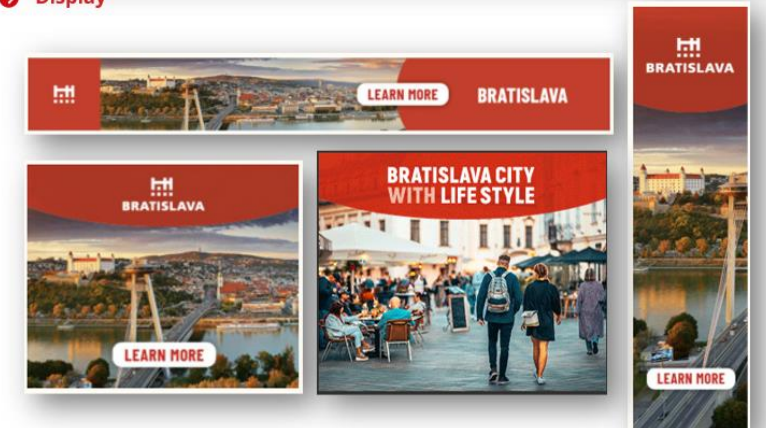 Display
LEARN MORE
BRATISLAVA
BRATISLAVA
LEARN MORE
BRATISLAVA CITY
WITH LIFE STYLE
BRATISLAVA
LEARN MORE